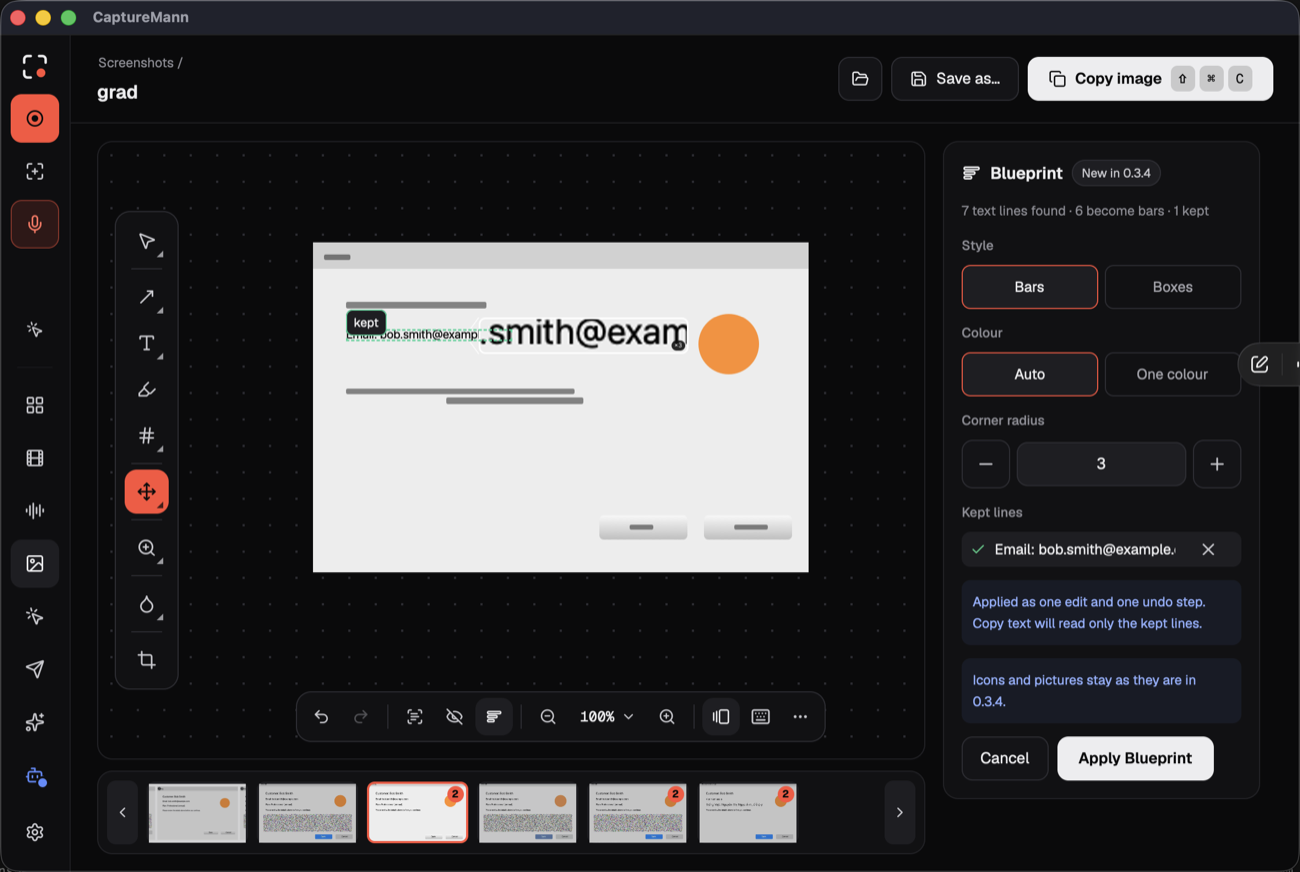 CaptureMann
Screenshots /
grad
Save as...
Copy image ⇧ ⌘ C
Blueprint New in 0.3.4
7 text lines found · 6 become bars · 1 kept
Style
Bars Boxes
Colour
Auto One colour
Corner radius
− 3 +
Kept lines
Email: bob.smith@example.
Applied as one edit and one undo step.
Copy text will read only the kept lines.
Icons and pictures stay as they are in
0.3.4.
Cancel Apply Blueprint
kept
Email: bob.smith@examp
.smith@exam
×3
100%
2
2
2